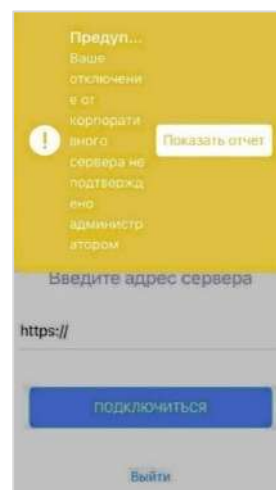 Предуп...
Ваше
отключени
е от
корпорати
вного
сервера не
подтвержд
ено
администр
атором
Показать отчет
Введите адрес сервера
https://
ПОДКЛЮЧИТЬСЯ
Выйти